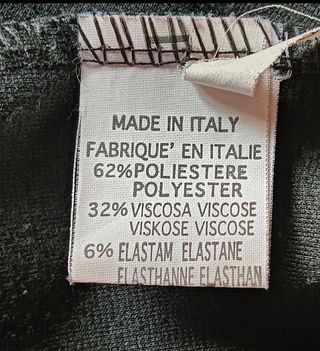 MADE IN ITALY
FABRIQUE' EN ITALIE
62% POLIESTERE
POLYESTER
32% VISCOSA VISCOSE
VISKOSE VISCOSE
6% ELASTAM ELASTANE
ELASTHANNE ELASTHAN